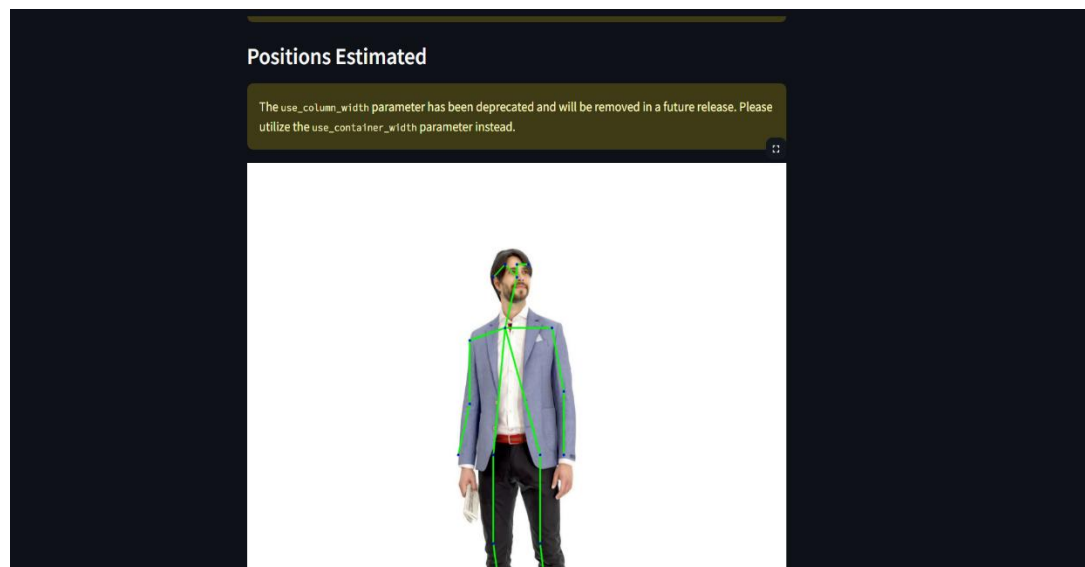 Positions Estimated
The use_column_width parameter has been deprecated and will be removed in a future release. Please
utilize the use_container_width parameter instead.